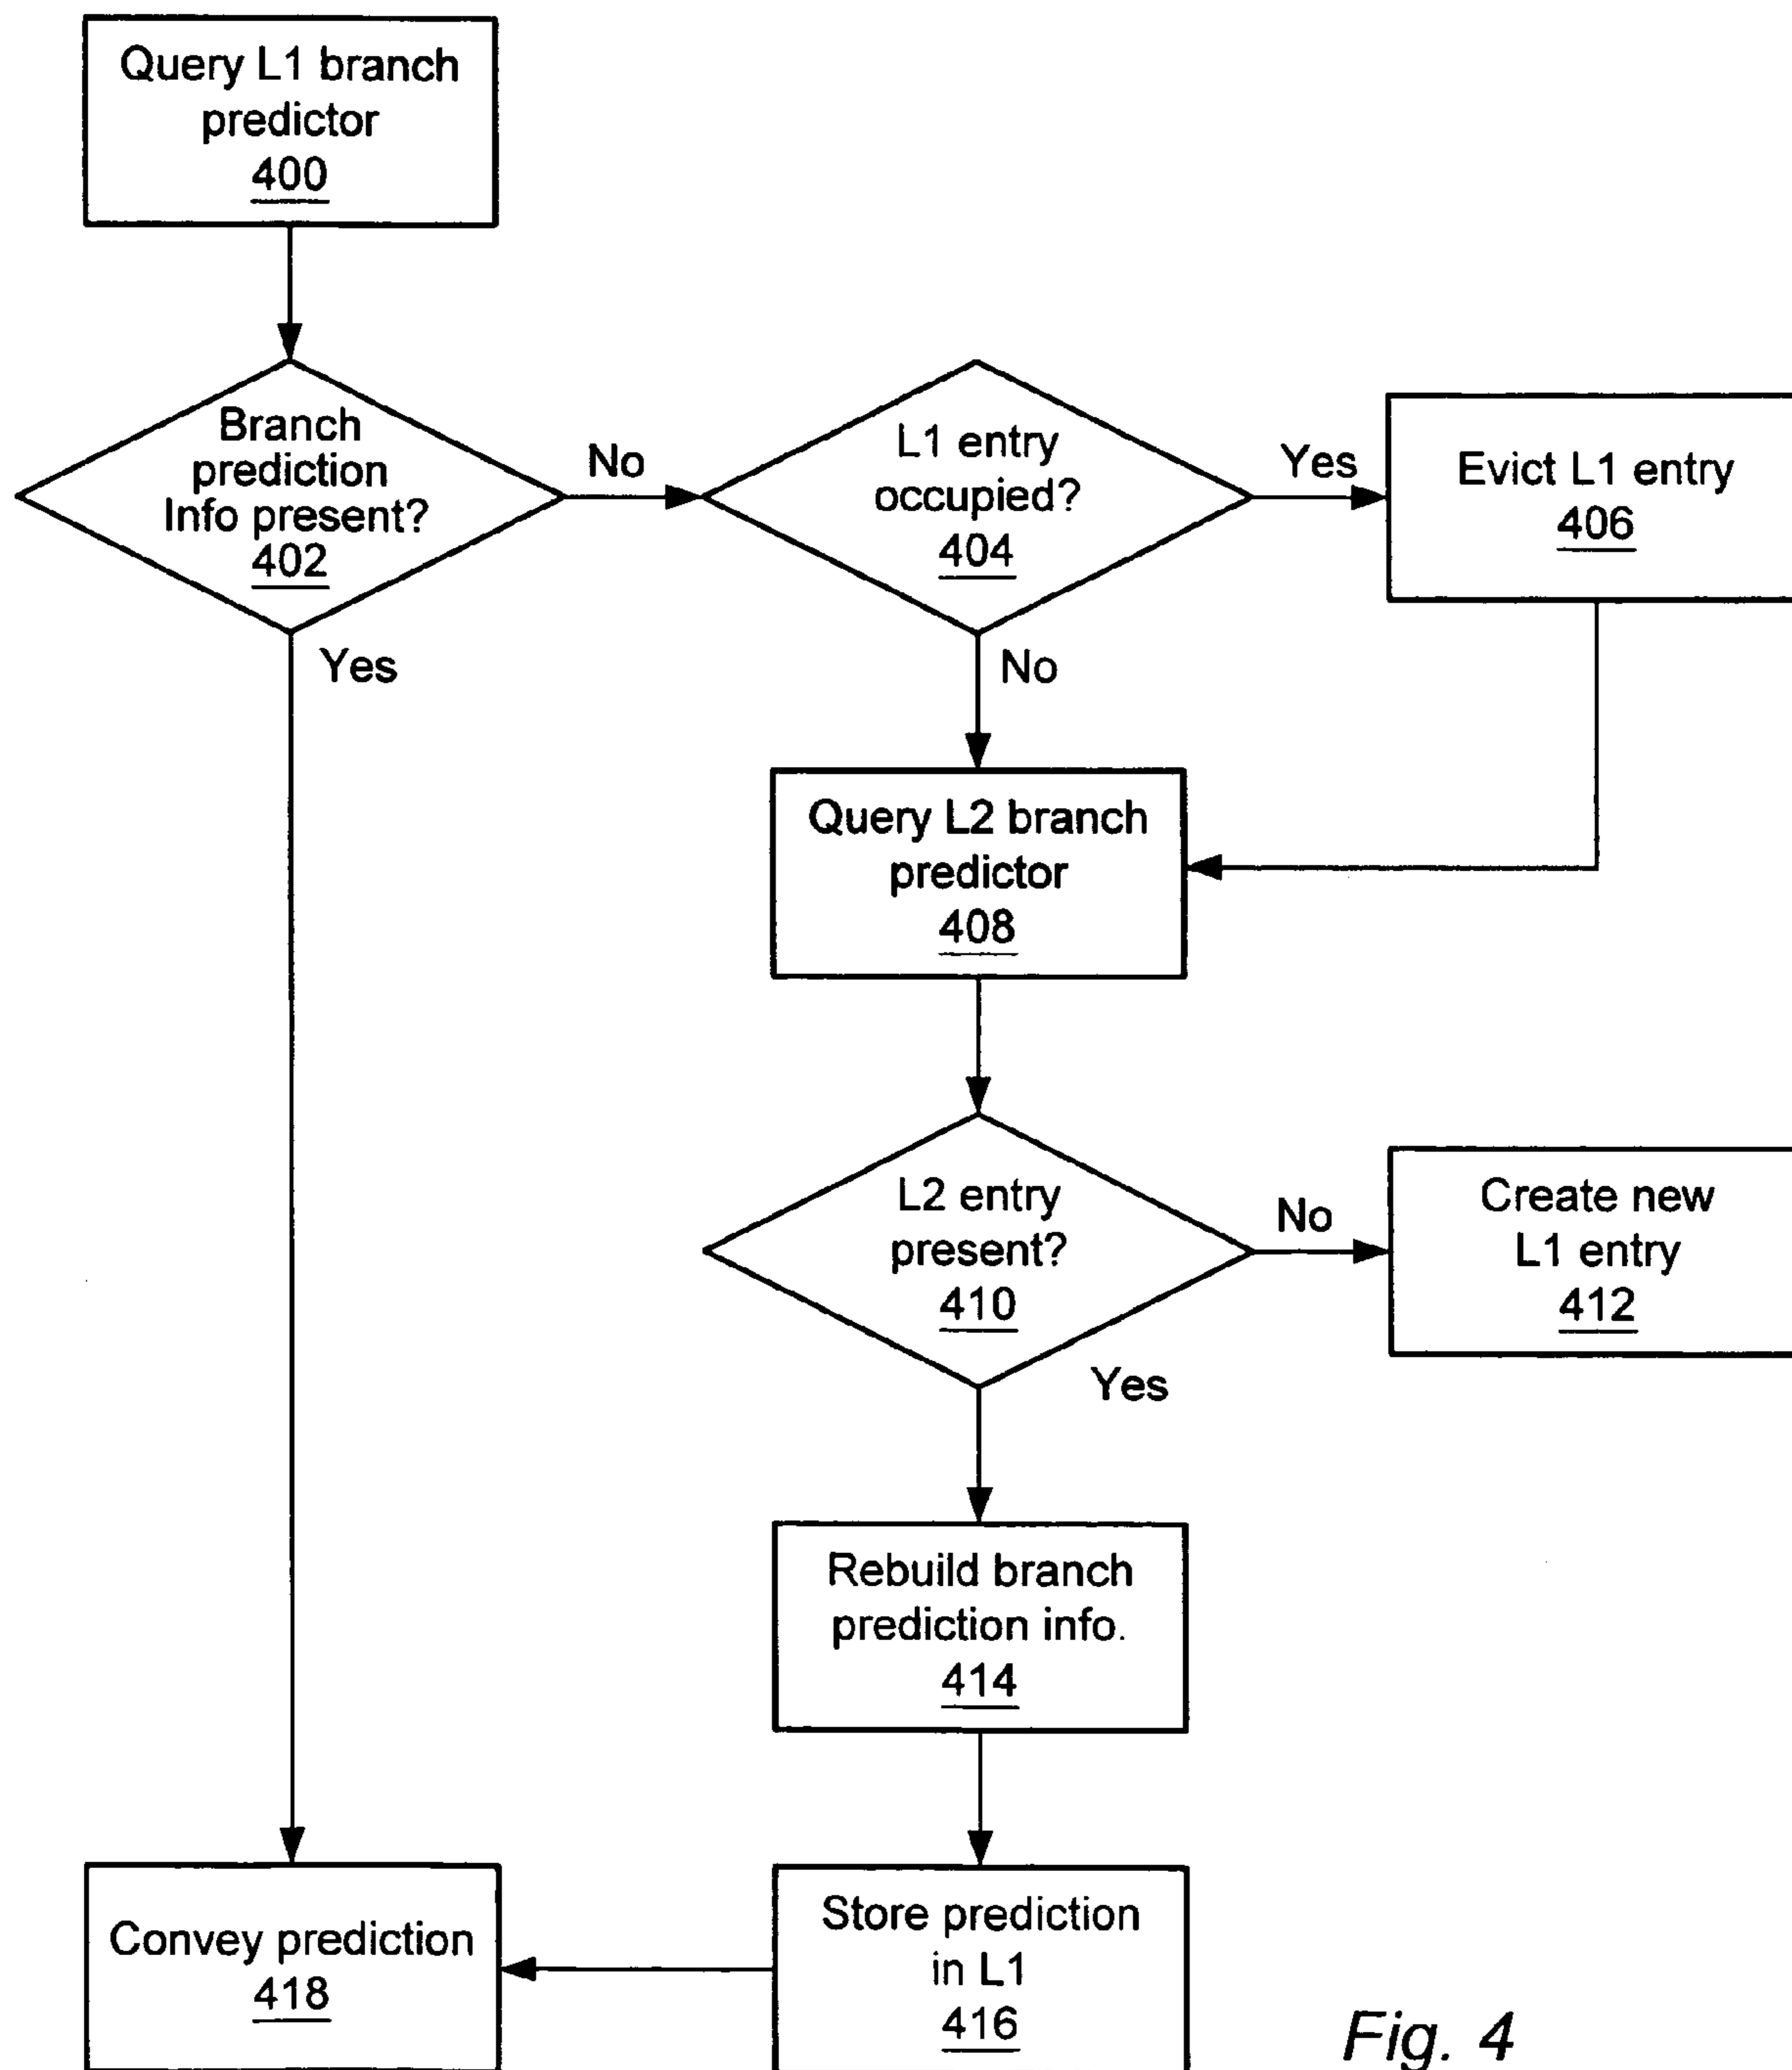 Query L1 branch
predictor
400
Branch
prediction
Info present?
402
No
Yes
L1 entry
occupied?
404
Yes
No
Evict L1 entry
406
Query L2 branch
predictor
408
L2 entry
present?
410
No
Yes
Create new
L1 entry
412
Rebuild branch
prediction info.
414
Store prediction
in L1
416
Convey prediction
418
Fig. 4